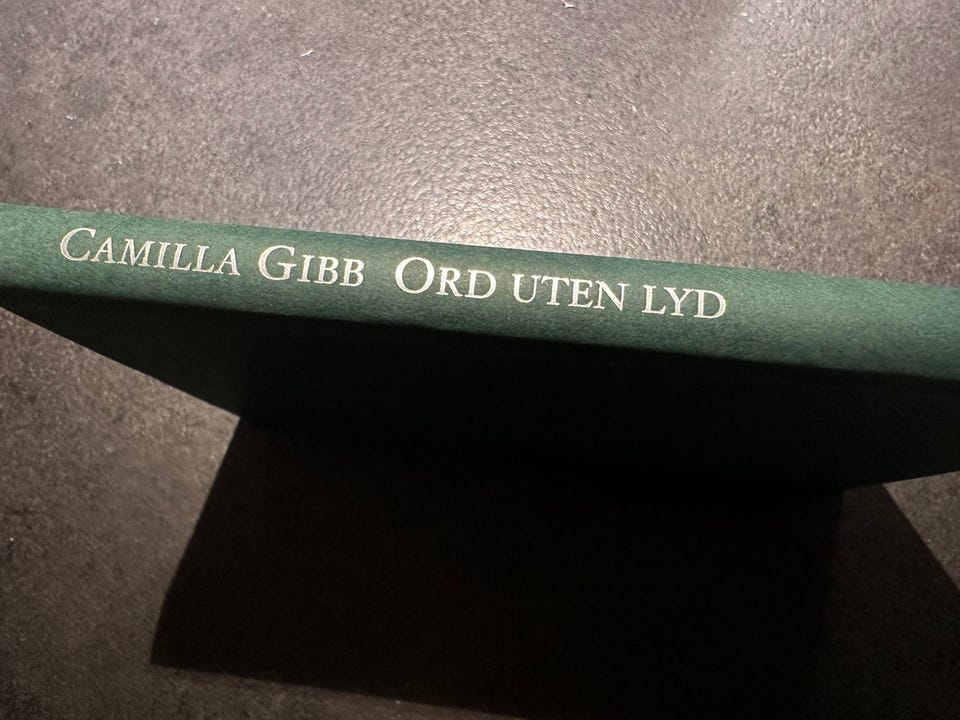 CAMILLA GIBB ORD UTEN LYD